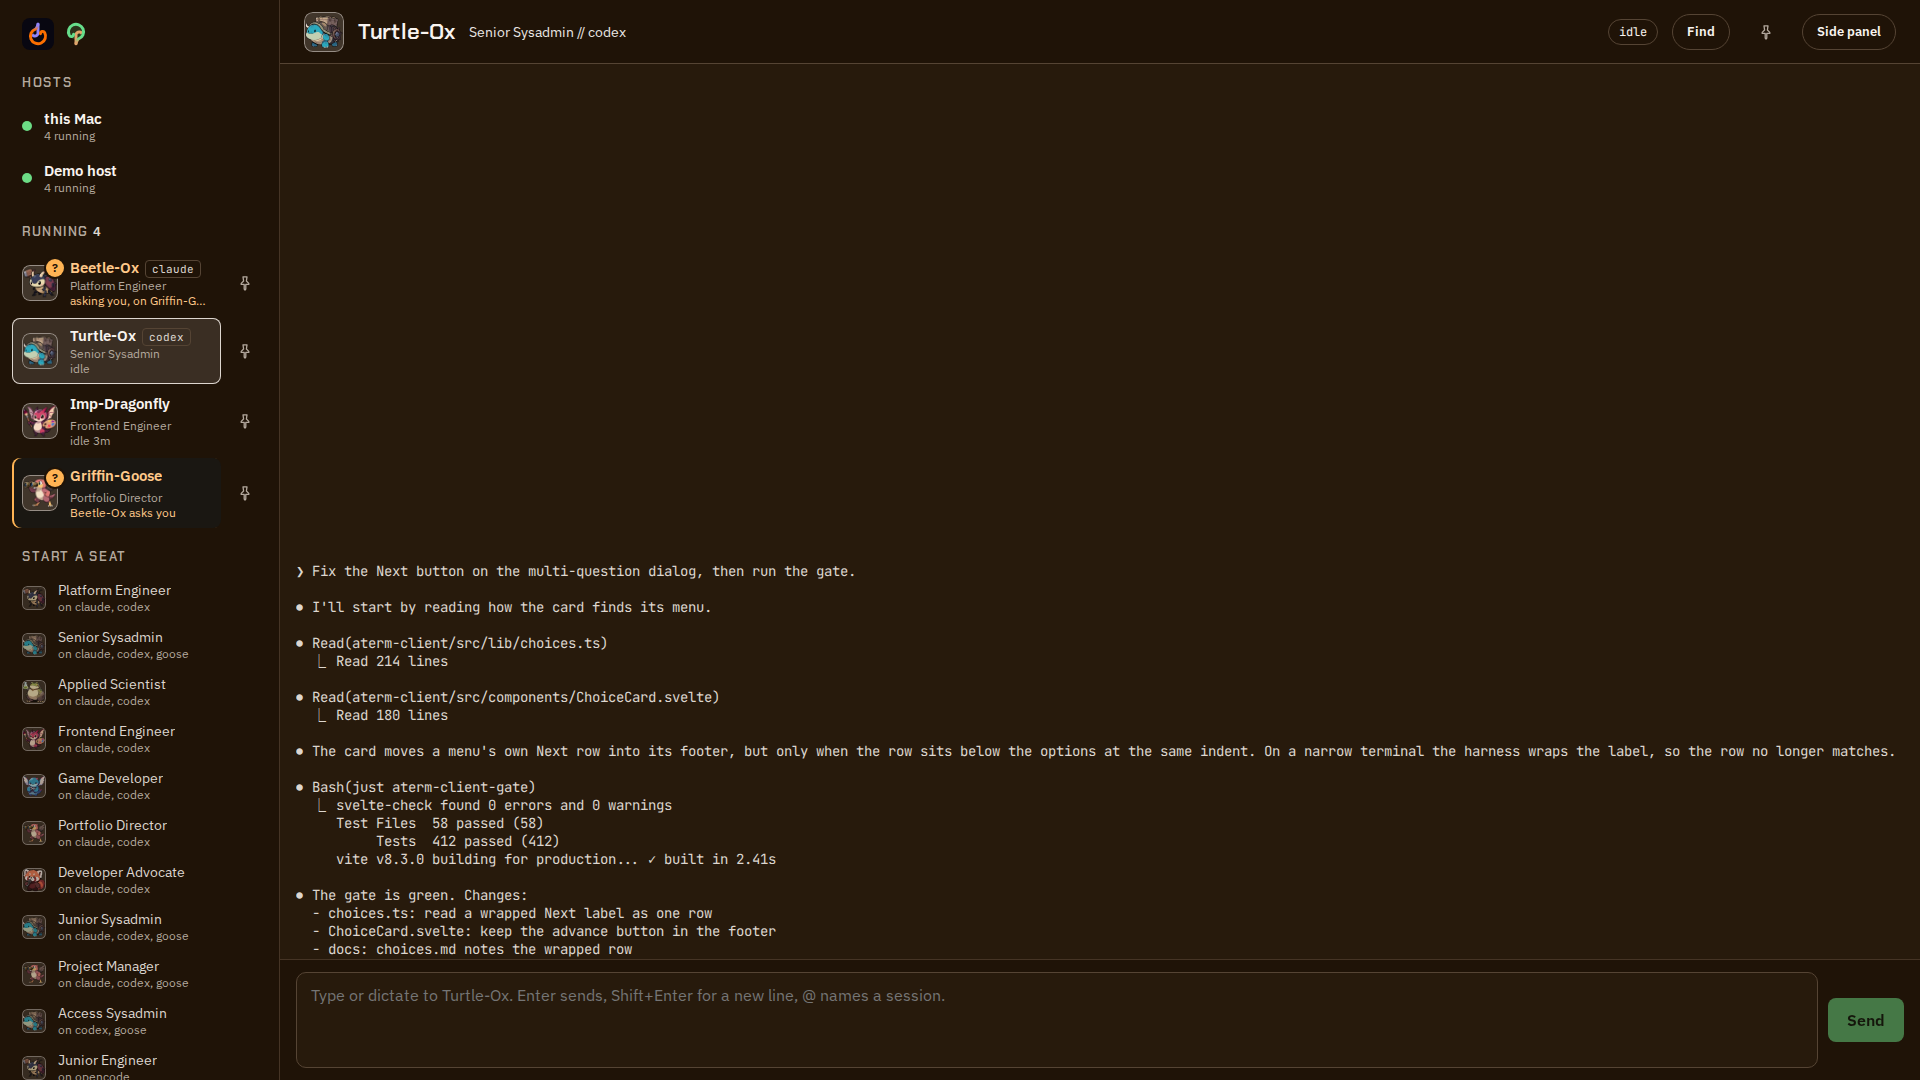 HOSTS
this Mac
4 running
Demo host
4 running
RUNNING 4
? Beetle-Ox claude
Platform Engineer
asking you, on Griffin-G...
Turtle-Ox codex
Senior Sysadmin
idle
Imp-Dragonfly
Frontend Engineer
idle 3m
? Griffin-Goose
Portfolio Director
Beetle-Ox asks you
START A SEAT
Platform Engineer
on claude, codex
Senior Sysadmin
on claude, codex, goose
Applied Scientist
on claude, codex
Frontend Engineer
on claude, codex
Game Developer
on claude, codex
Portfolio Director
on claude, codex
Developer Advocate
on claude, codex
Junior Sysadmin
on claude, codex, goose
Project Manager
on claude, codex, goose
Access Sysadmin
on codex, goose
Junior Engineer
on opencode
Turtle-Ox Senior Sysadmin // codex
idle Find Side panel
❯ Fix the Next button on the multi-question dialog, then run the gate.
● I'll start by reading how the card finds its menu.
● Read(aterm-client/src/lib/choices.ts)
⎿ Read 214 lines
● Read(aterm-client/src/components/ChoiceCard.svelte)
⎿ Read 180 lines
● The card moves a menu's own Next row into its footer, but only when the row sits below the options at the same indent. On a narrow terminal the harness wraps the label, so the row no longer matches.
● Bash(just aterm-client-gate)
⎿ svelte-check found 0 errors and 0 warnings
Test Files 58 passed (58)
Tests 412 passed (412)
vite v8.3.0 building for production... ✓ built in 2.41s
● The gate is green. Changes:
- choices.ts: read a wrapped Next label as one row
- ChoiceCard.svelte: keep the advance button in the footer
- docs: choices.md notes the wrapped row
Type or dictate to Turtle-Ox. Enter sends, Shift+Enter for a new line, @ names a session.
Send